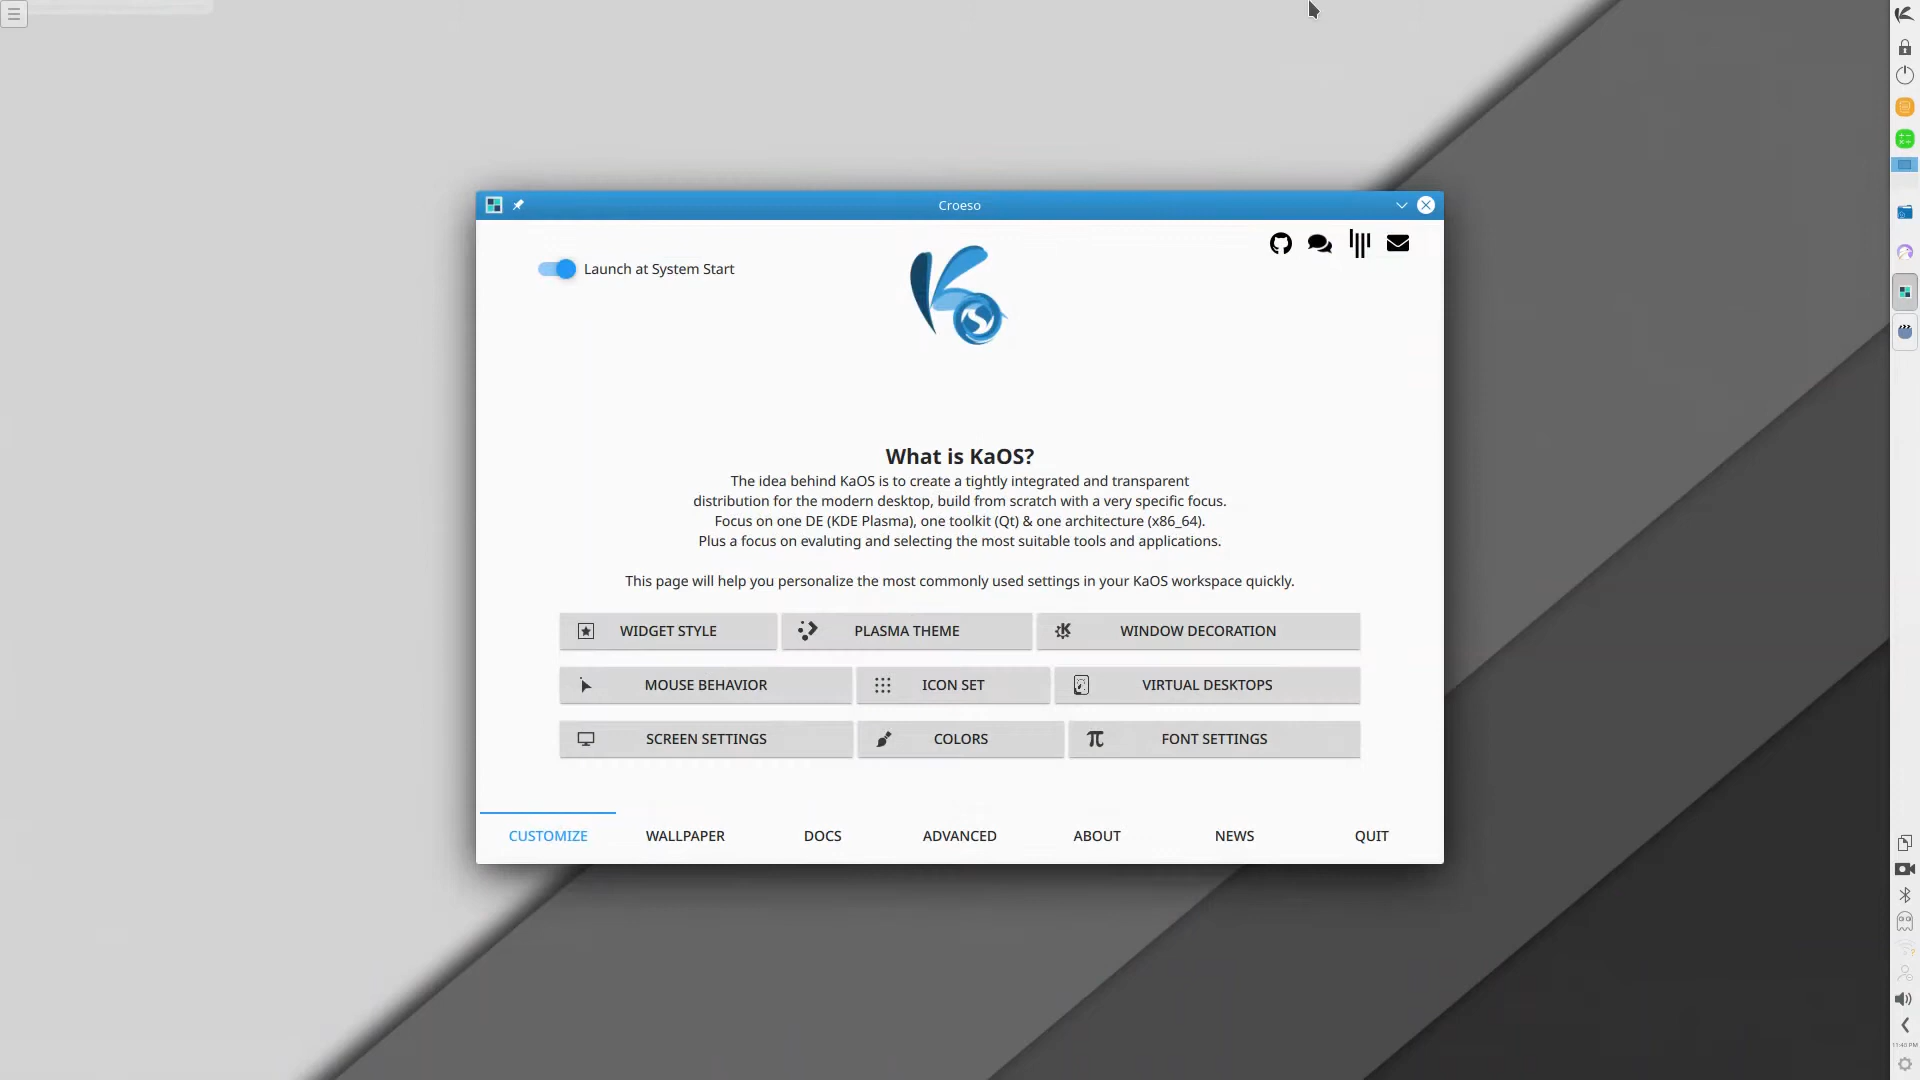 Croeso
Launch at System Start
What is KaOS?
The idea behind KaOS is to create a tightly integrated and transparent
distribution for the modern desktop, build from scratch with a very specific focus.
Focus on one DE (KDE Plasma), one toolkit (Qt) & one architecture (x86_64).
Plus a focus on evaluting and selecting the most suitable tools and applications.
This page will help you personalize the most commonly used settings in your KaOS workspace quickly.
WIDGET STYLE
PLASMA THEME
WINDOW DECORATION
MOUSE BEHAVIOR
ICON SET
VIRTUAL DESKTOPS
SCREEN SETTINGS
COLORS
FONT SETTINGS
CUSTOMIZE
WALLPAPER
DOCS
ADVANCED
ABOUT
NEWS
QUIT
11:40 PM